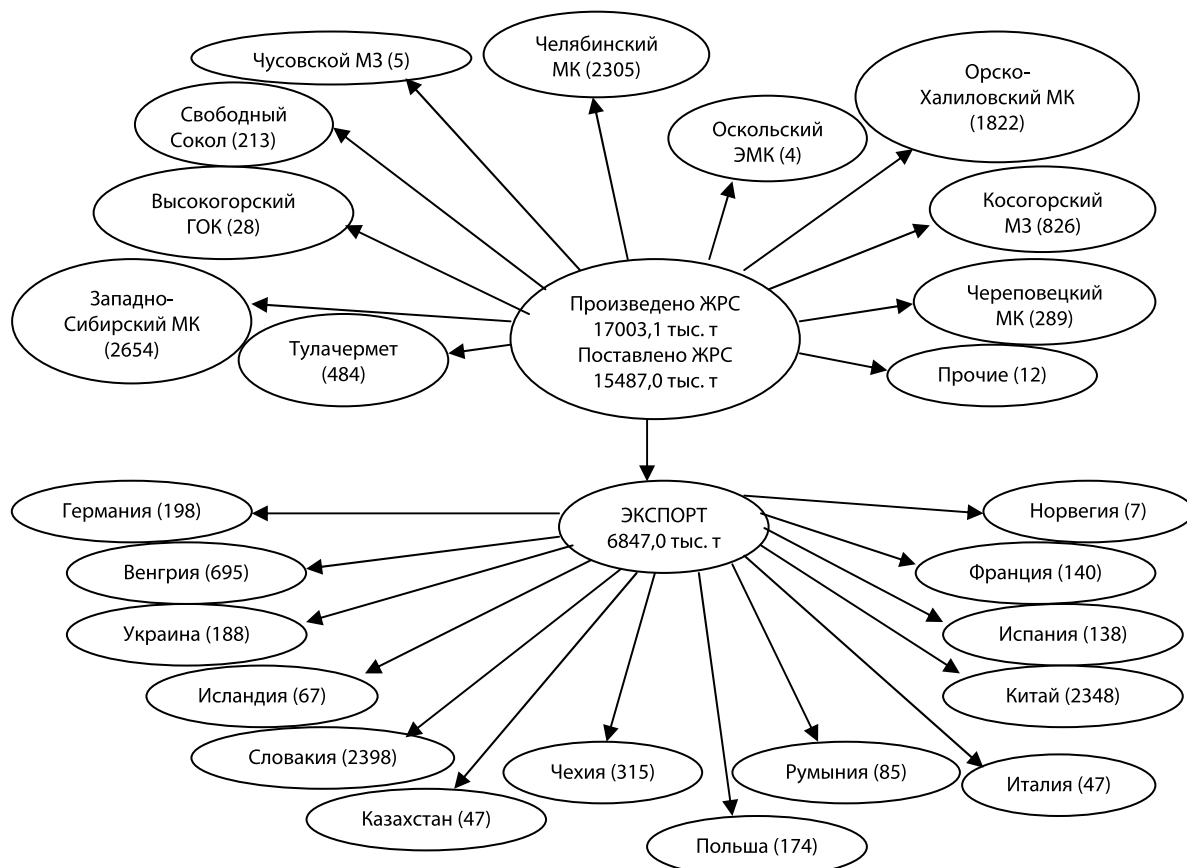 Чусовской МЗ (5)
Челябинский
МК (2305)
Орско-
Халиловский МК
(1822)
Свободный
Сокол (213)
Оскольский
ЭМК (4)
Высокогорский
ГОК (28)
Косогорский
МЗ (826)
Западно-
Сибирский МК
(2654)
Произведено ЖРС
17003,1 тыс. т
Поставлено ЖРС
15487,0 тыс. т
Череповецкий
МК (289)
Тулачермет
(484)
Прочие (12)
ЭКСПОРТ
6847,0 тыс. т
Германия (198)
Норвегия (7)
Венгрия (695)
Франция (140)
Украина (188)
Испания (138)
Исландия (67)
Китай (2348)
Словакия (2398)
Чехия (315)
Румыния (85)
Италия (47)
Казахстан (47)
Польша (174)